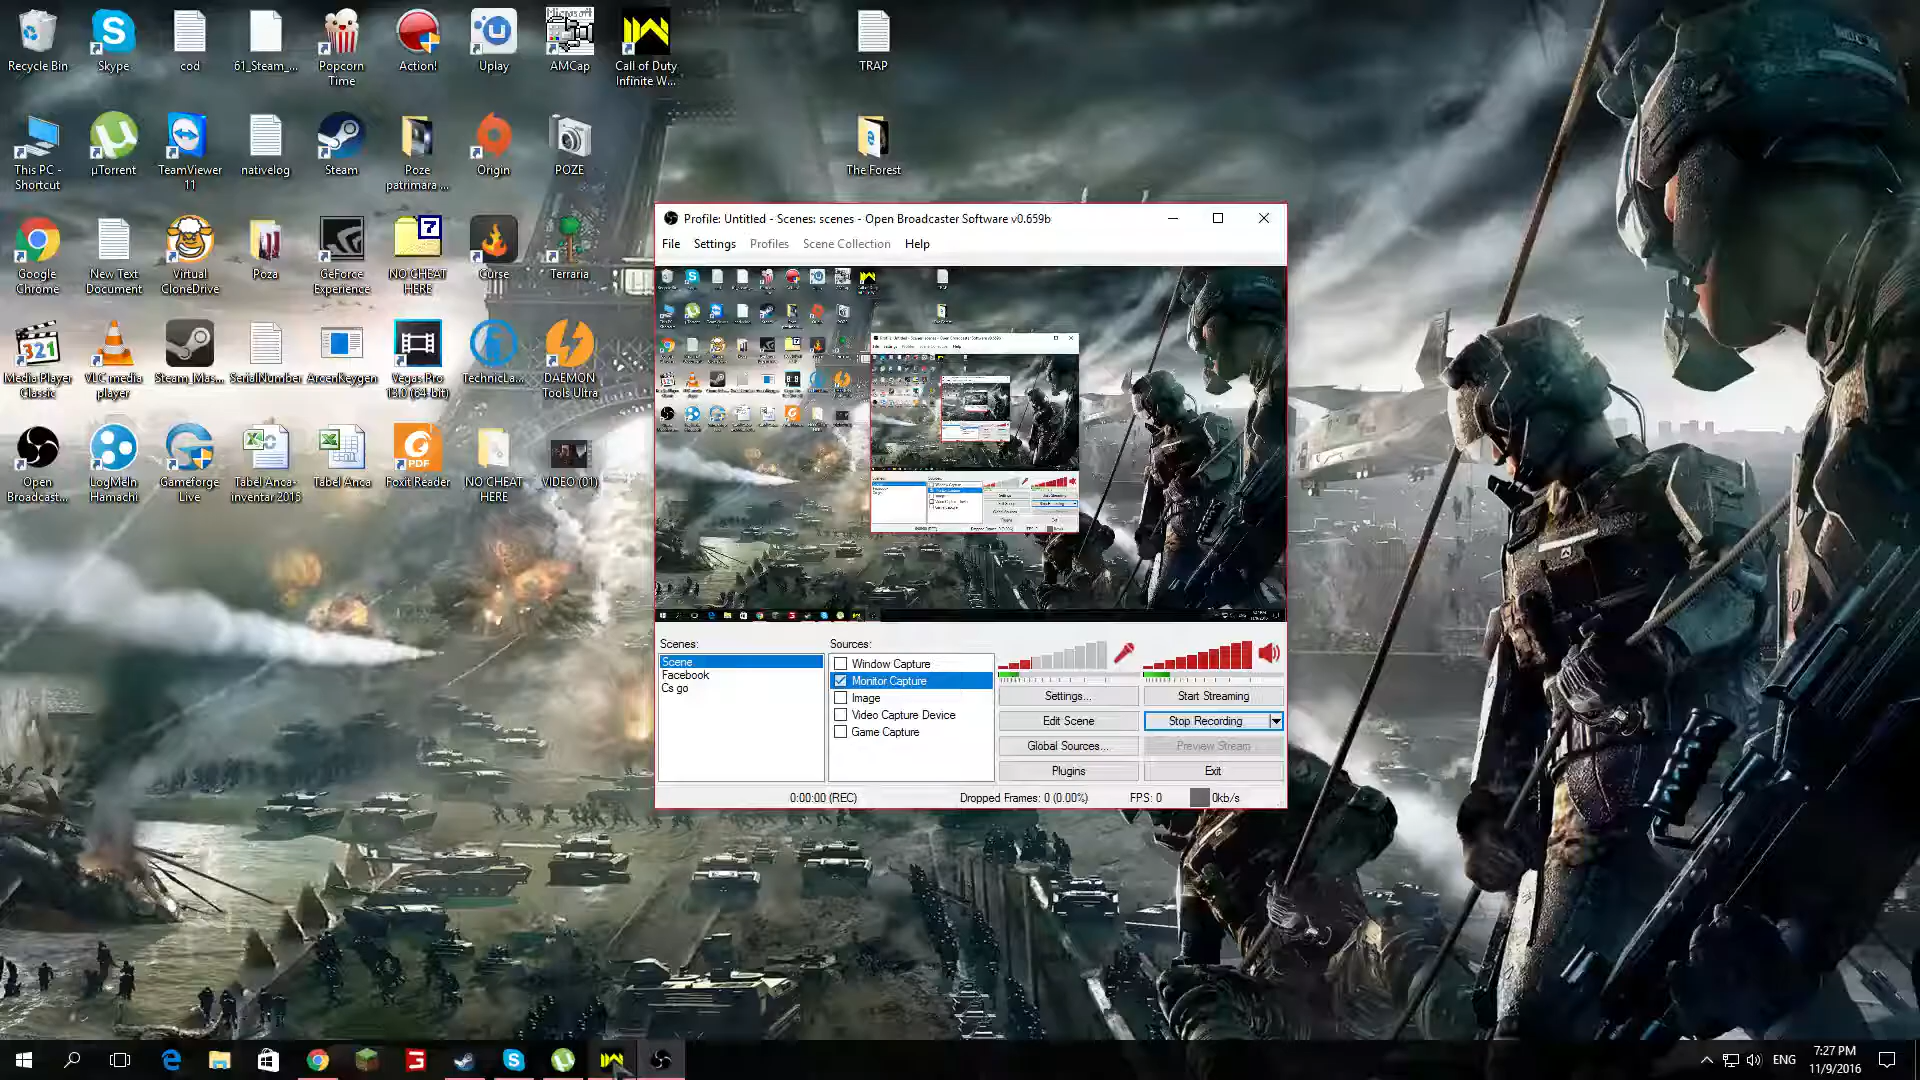 Recycle Bin
Skype
cod
61_Steam_...
Popcorn
Time
Action!
Uplay
Microsoft
AMCap
Call of Duty
Infinite W...
TRAP
This PC -
Shortcut
µTorrent
TeamViewer
11
nativelog
Steam
Poze
patrimara ...
Origin
POZE
The Forest
Google
Chrome
New Text
Document
Virtual
CloneDrive
Poza
GeForce
Experience
7
NO CHEAT
HERE
Curse
Terraria
321
Media Player
Classic
VLC media
player
Steam_Mas...
SerialNumber
ArcenKeygen
Vegas Pro
13.0 (64-bit)
TechnicLa...
DAEMON
Tools Ultra
Open
Broadcast...
LogMeIn
Hamachi
Gameforge
Live
Tabel Anca-
inventar 2015
Tabel Anca
PDF
Foxit Reader
NO CHEAT
HERE
VIDEO (01)
Profile: Untitled - Scenes: scenes - Open Broadcaster Software v0.659b
File Settings Profiles Scene Collection Help
Scenes:
Scene
Facebook
Cs go
Sources:
Window Capture
Monitor Capture
Image
Video Capture Device
Game Capture
Settings...
Start Streaming
Edit Scene
Stop Recording
Global Sources...
Preview Stream
Plugins
Exit
0:00:00 (REC)
Dropped Frames: 0 (0.00%)
FPS: 0
0kb/s
ENG
7:27 PM
11/9/2016